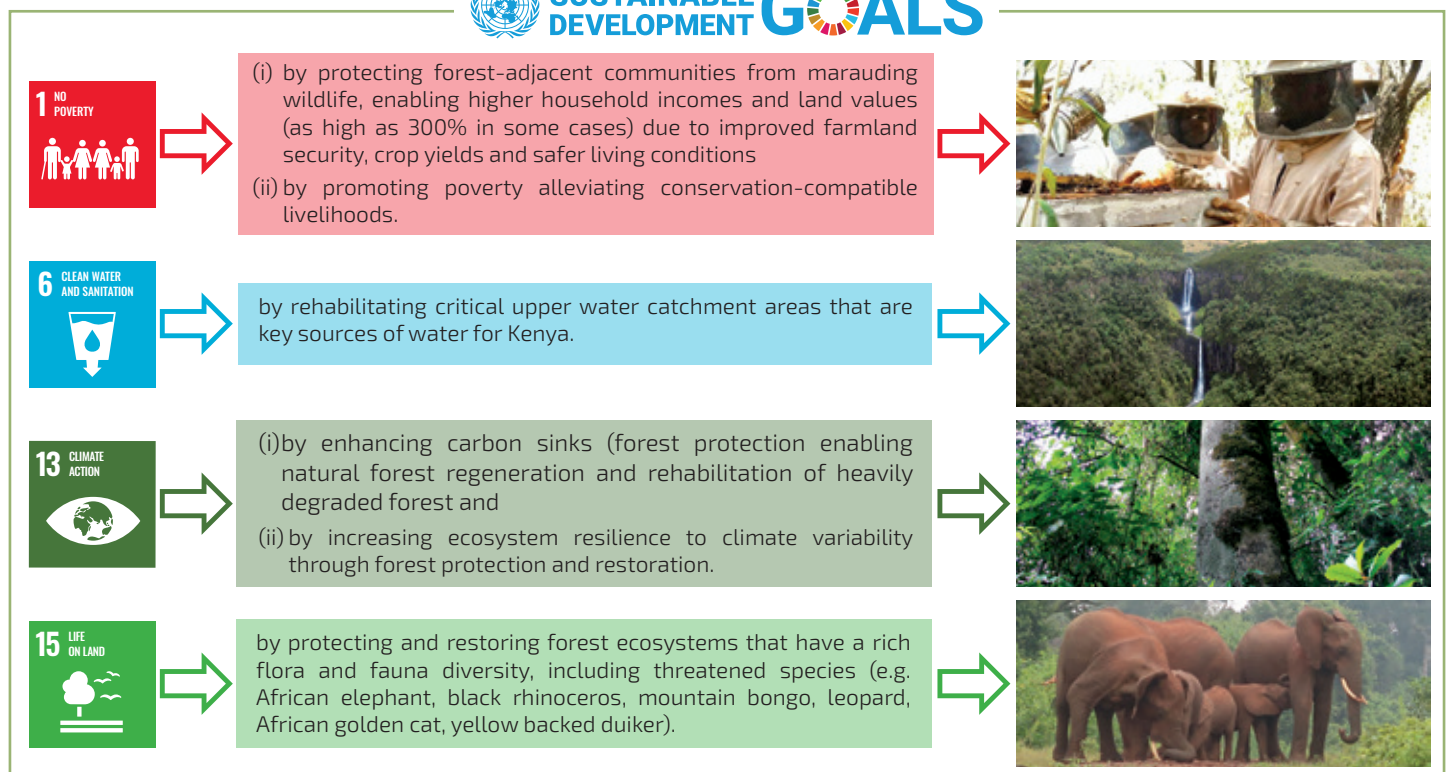 SUSTAINABLE
DEVELOPMENT GOALS
1 NO
POVERTY
(i) by protecting forest-adjacent communities from marauding
wildlife, enabling higher household incomes and land values
(as high as 300% in some cases) due to improved farmland
security, crop yields and safer living conditions
(ii) by promoting poverty alleviating conservation-compatible
livelihoods.
6 CLEAN WATER
AND SANITATION
by rehabilitating critical upper water catchment areas that are
key sources of water for Kenya.
13 CLIMATE
ACTION
(i)by enhancing carbon sinks (forest protection enabling
natural forest regeneration and rehabilitation of heavily
degraded forest and
(ii) by increasing ecosystem resilience to climate variability
through forest protection and restoration.
15 LIFE
ON LAND
by protecting and restoring forest ecosystems that have a rich
flora and fauna diversity, including threatened species (e.g.
African elephant, black rhinoceros, mountain bongo, leopard,
African golden cat, yellow backed duiker).